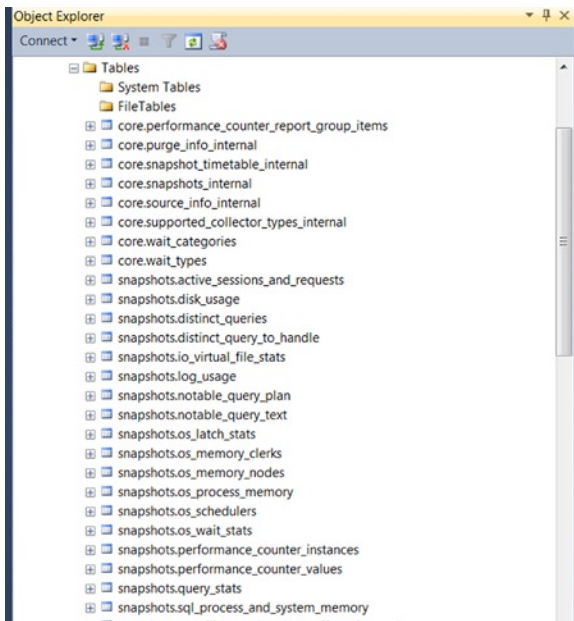 Object Explorer
Connect
Tables
System Tables
FileTables
core.performance_counter_report_group_items
core.purge_info_internal
core.snapshot_timetable_internal
core.snapshots_internal
core.source_info_internal
core.supported_collector_types_internal
core.wait_categories
core.wait_types
snapshots.active_sessions_and_requests
snapshots.disk_usage
snapshots.distinct_queries
snapshots.distinct_query_to_handle
snapshots.io_virtual_file_stats
snapshots.log_usage
snapshots.notable_query_plan
snapshots.notable_query_text
snapshots.os_latch_stats
snapshots.os_memory_clerks
snapshots.os_memory_nodes
snapshots.os_process_memory
snapshots.os_schedulers
snapshots.os_wait_stats
snapshots.performance_counter_instances
snapshots.performance_counter_values
snapshots.query_stats
snapshots.sql_process_and_system_memory